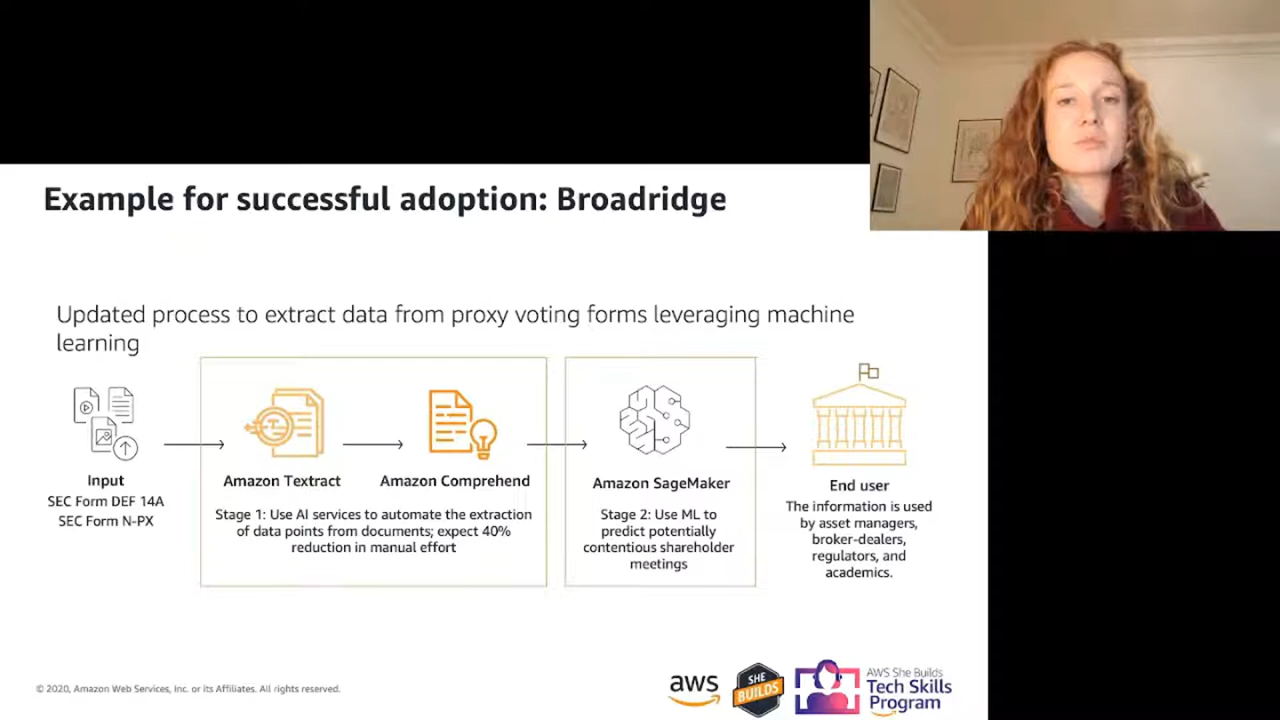 Example for successful adoption: Broadridge
Updated process to extract data from proxy voting forms leveraging machine
learning
Input
SEC Form DEF 14A
SEC Form N-PX
Amazon Textract
Amazon Comprehend
Stage 1: Use AI services to automate the extraction
of data points from documents; expect 40%
reduction in manual effort
Amazon SageMaker
Stage 2: Use ML to
predict potentially
contentious shareholder
meetings
End user
The information is used
by asset managers,
broker-dealers,
regulators, and
academics.
© 2020, Amazon Web Services, Inc. or its Affiliates. All rights reserved.
aws
SHE
BUILDS
AWS She Builds
Tech Skills
Program